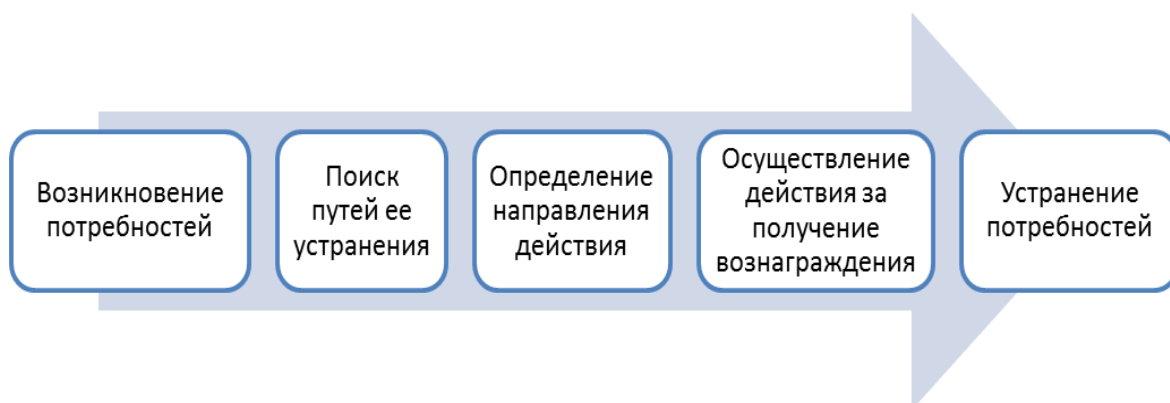 Возникновение
потребностей
Поиск
путей ее
устранения
Определение
направления
действия
Осуществление
действия за
получение
вознаграждения
Устранение
потребностей